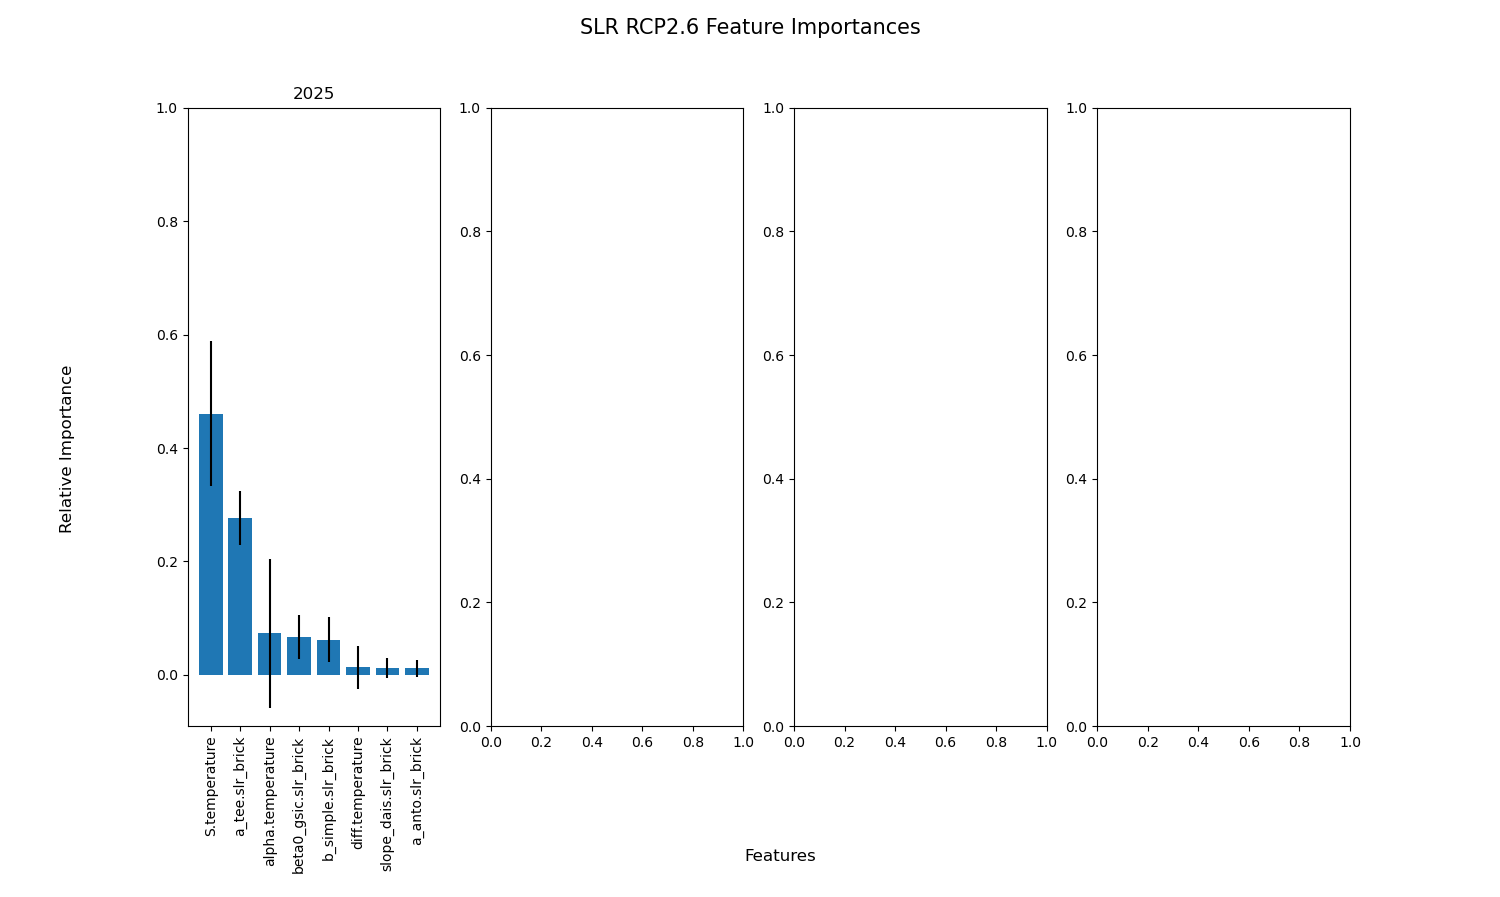 SLR RCP2.6 Feature Importances
2025
Relative Importance
1.0
0.8
0.6
0.4
0.2
0.0
S.temperature
a_tee.slr_brick
alpha.temperature
beta0_gsic.slr_brick
b_simple.slr_brick
diff.temperature
slope_dais.slr_brick
a_anto.slr_brick
1.0
0.8
0.6
0.4
0.2
0.0
0.0 0.2 0.4 0.6 0.8 1.0
1.0
0.8
0.6
0.4
0.2
0.0
0.0 0.2 0.4 0.6 0.8 1.0
1.0
0.8
0.6
0.4
0.2
0.0
0.0 0.2 0.4 0.6 0.8 1.0
Features